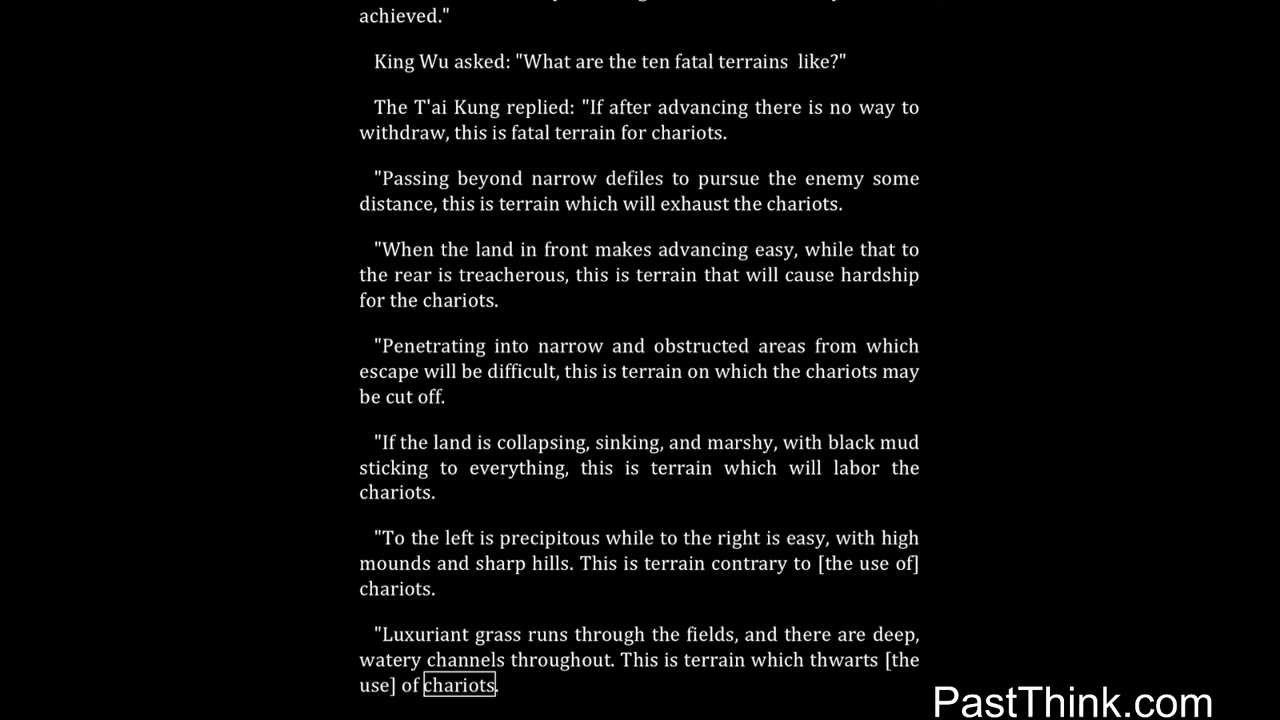 achieved."
King Wu asked: "What are the ten fatal terrains like?"
The T'ai Kung replied: "If after advancing there is no way to
withdraw, this is fatal terrain for chariots.
"Passing beyond narrow defiles to pursue the enemy some
distance, this is terrain which will exhaust the chariots.
"When the land in front makes advancing easy, while that to
the rear is treacherous, this is terrain that will cause hardship
for the chariots.
"Penetrating into narrow and obstructed areas from which
escape will be difficult, this is terrain on which the chariots may
be cut off.
"If the land is collapsing, sinking, and marshy, with black mud
sticking to everything, this is terrain which will labor the
chariots.
"To the left is precipitous while to the right is easy, with high
mounds and sharp hills. This is terrain contrary to [the use of]
chariots.
"Luxuriant grass runs through the fields, and there are deep,
watery channels throughout. This is terrain which thwarts [the
use] of chariots.
PastThink.com